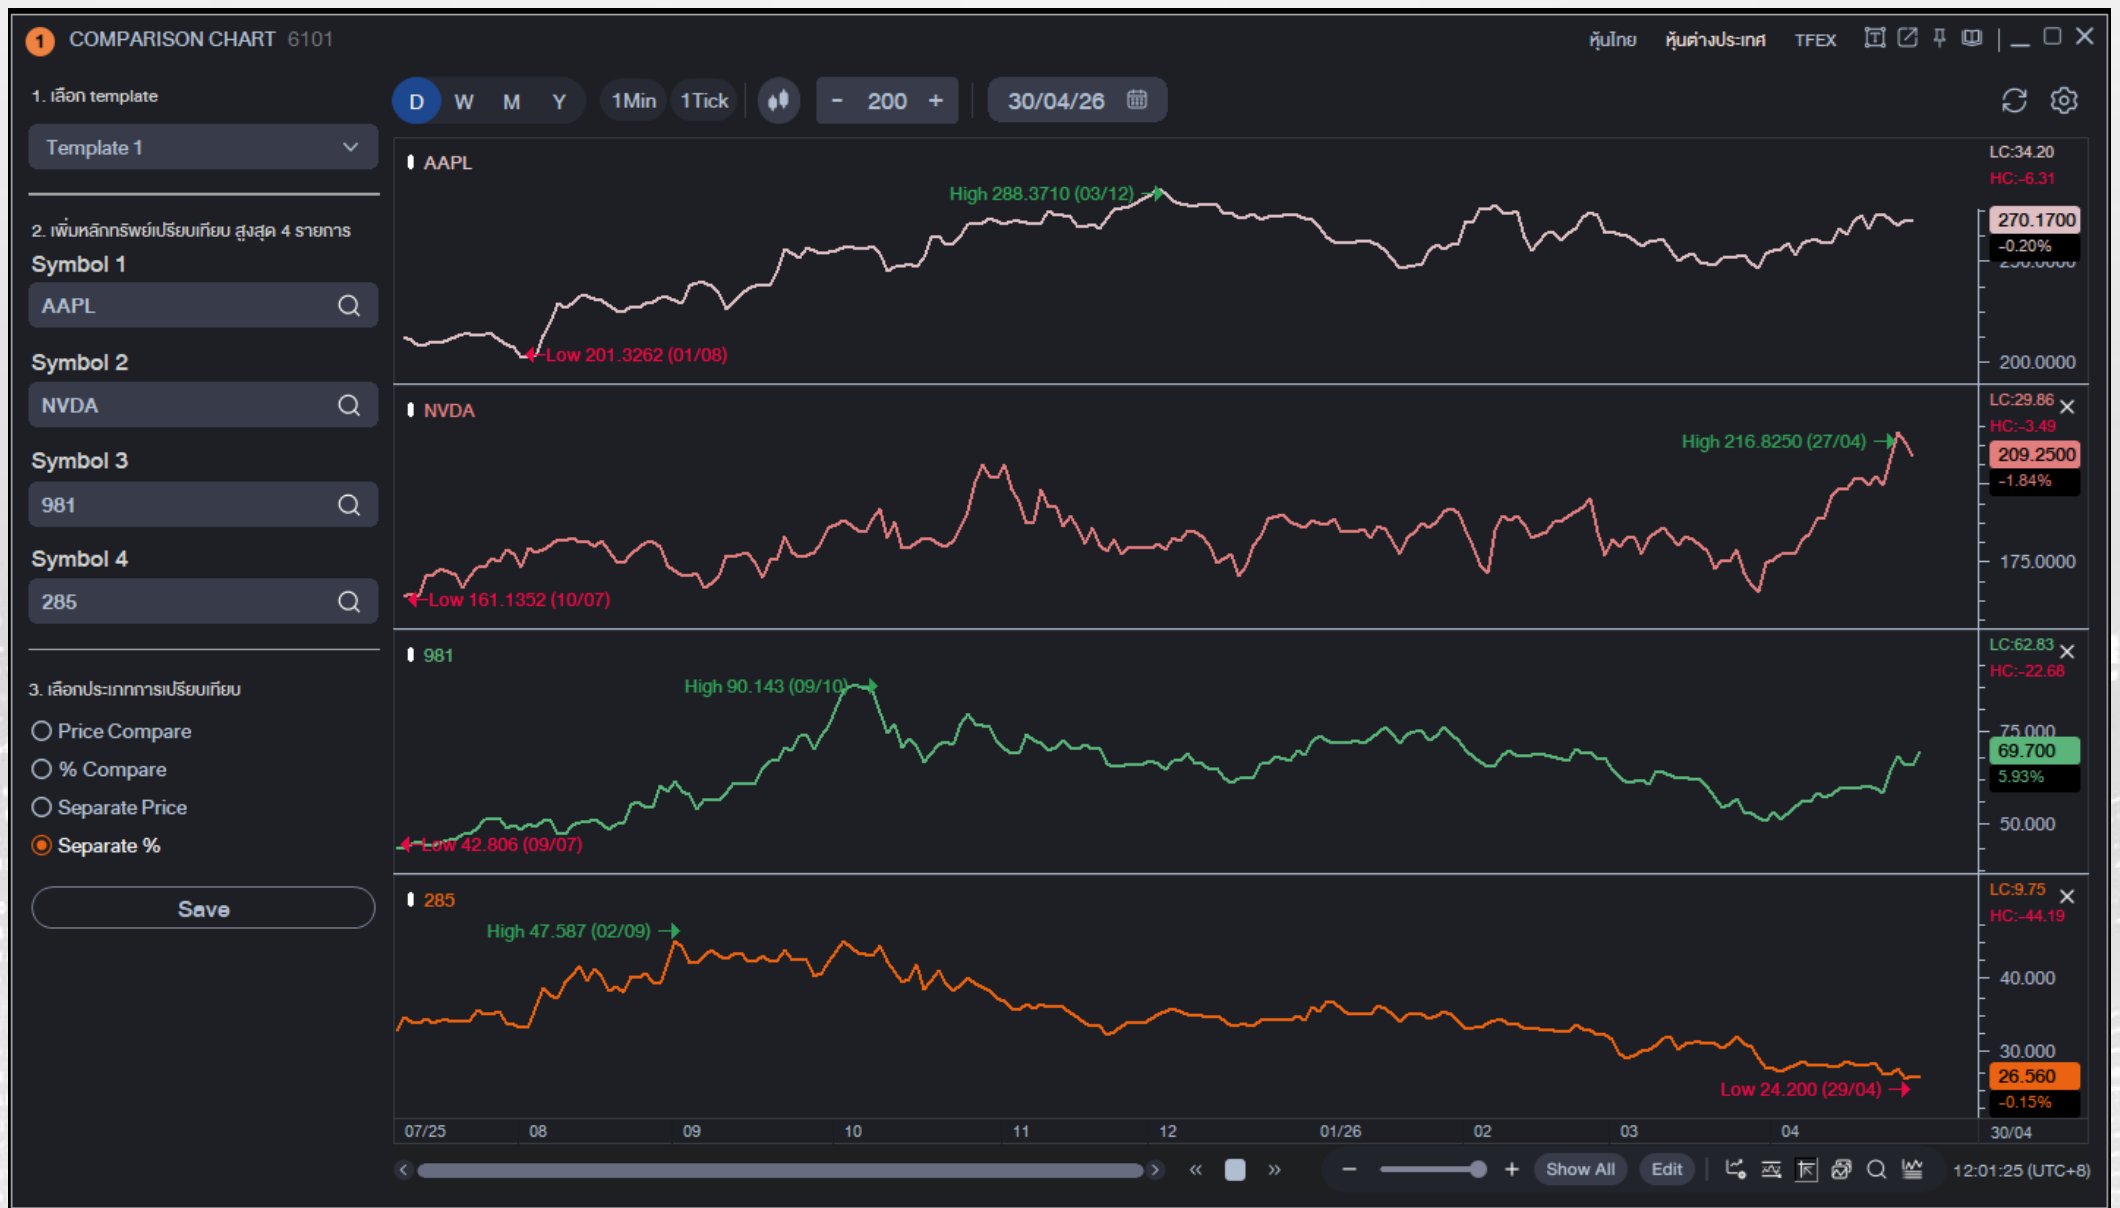 1 COMPARISON CHART 6101
หุ้นไทย หุ้นต่างประเทศ TFEX
1. เลือก template
Template 1
2. เพิ่มหลักทรัพย์เปรียบเทียบ สูงสุด 4 รายการ
Symbol 1
AAPL
Symbol 2
NVDA
Symbol 3
981
Symbol 4
285
3. เลือกประเภทการเปรียบเทียบ
Price Compare
% Compare
Separate Price
Separate %
Save
D W M Y 1Min 1Tick - 200 + 30/04/26
AAPL
High 288.3710 (03/12)
Low 201.3262 (01/08)
LC:34.20
HC:-6.31
270.1700
-0.20%
250.0000
200.0000
NVDA
High 216.8250 (27/04)
Low 161.1352 (10/07)
LC:29.86
HC:-3.49
209.2500
-1.84%
175.0000
981
High 90.143 (09/10)
Low 42.806 (09/07)
LC:62.83
HC:-22.68
75.000
69.700
5.93%
50.000
285
High 47.587 (02/09)
Low 24.200 (29/04)
LC:9.75
HC:-44.19
40.000
30.000
26.560
-0.15%
07/25 08 09 10 11 12 01/26 02 03 04 30/04
Show All Edit 12:01:25 (UTC+8)